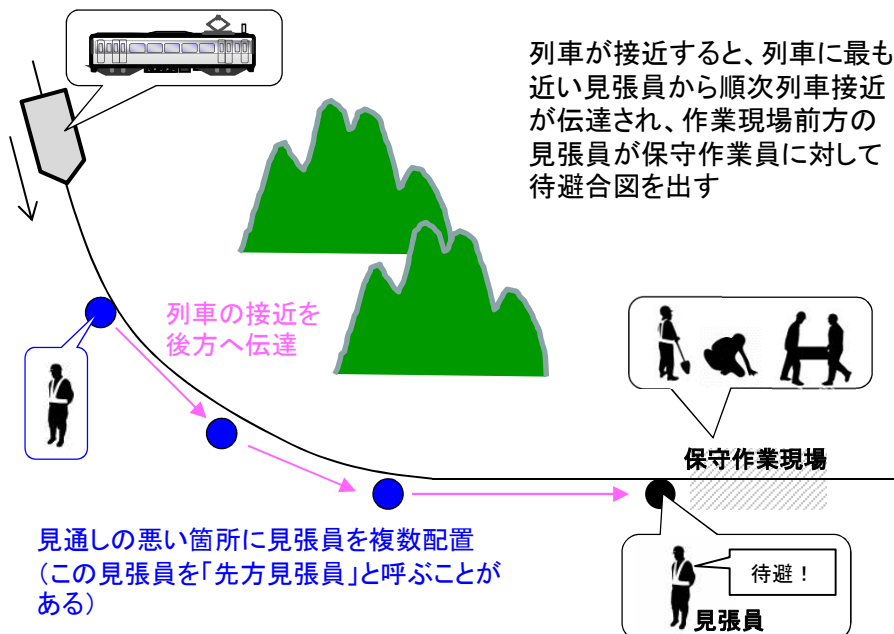 列車が接近すると、列車に最も
近い見張員から順次列車接近
が伝達され、作業現場前方の
見張員が保守作業員に対して
待避合図を出す
列車の接近を
後方へ伝達
保守作業現場
見通しの悪い箇所に見張員を複数配置
(この見張員を「先方見張員」と呼ぶことが
ある)
待避!
見張員